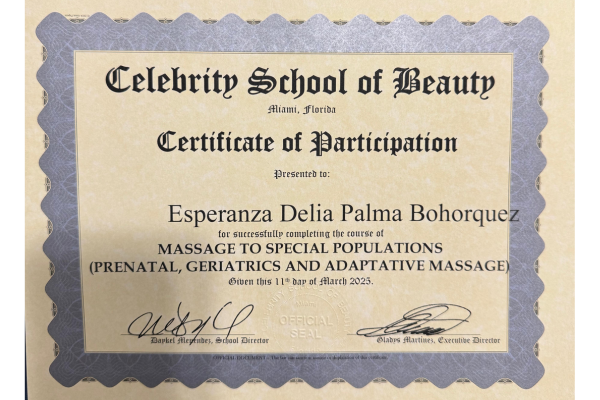 Celebrity School of Beauty
Miami, Florida
Certificate of Participation
Presented to:
Esperanza Delia Palma Bohorquez
for successfully completing the course of
MASSAGE TO SPECIAL POPULATIONS
(PRENATAL, GERIATRICS AND ADAPTATIVE MASSAGE)
Given this 11th day of March 2025.
OFFICIAL
SEAL
Daykel Menendez, School Director
Gladys Martinez, Executive Director
OFFICIAL DOCUMENT